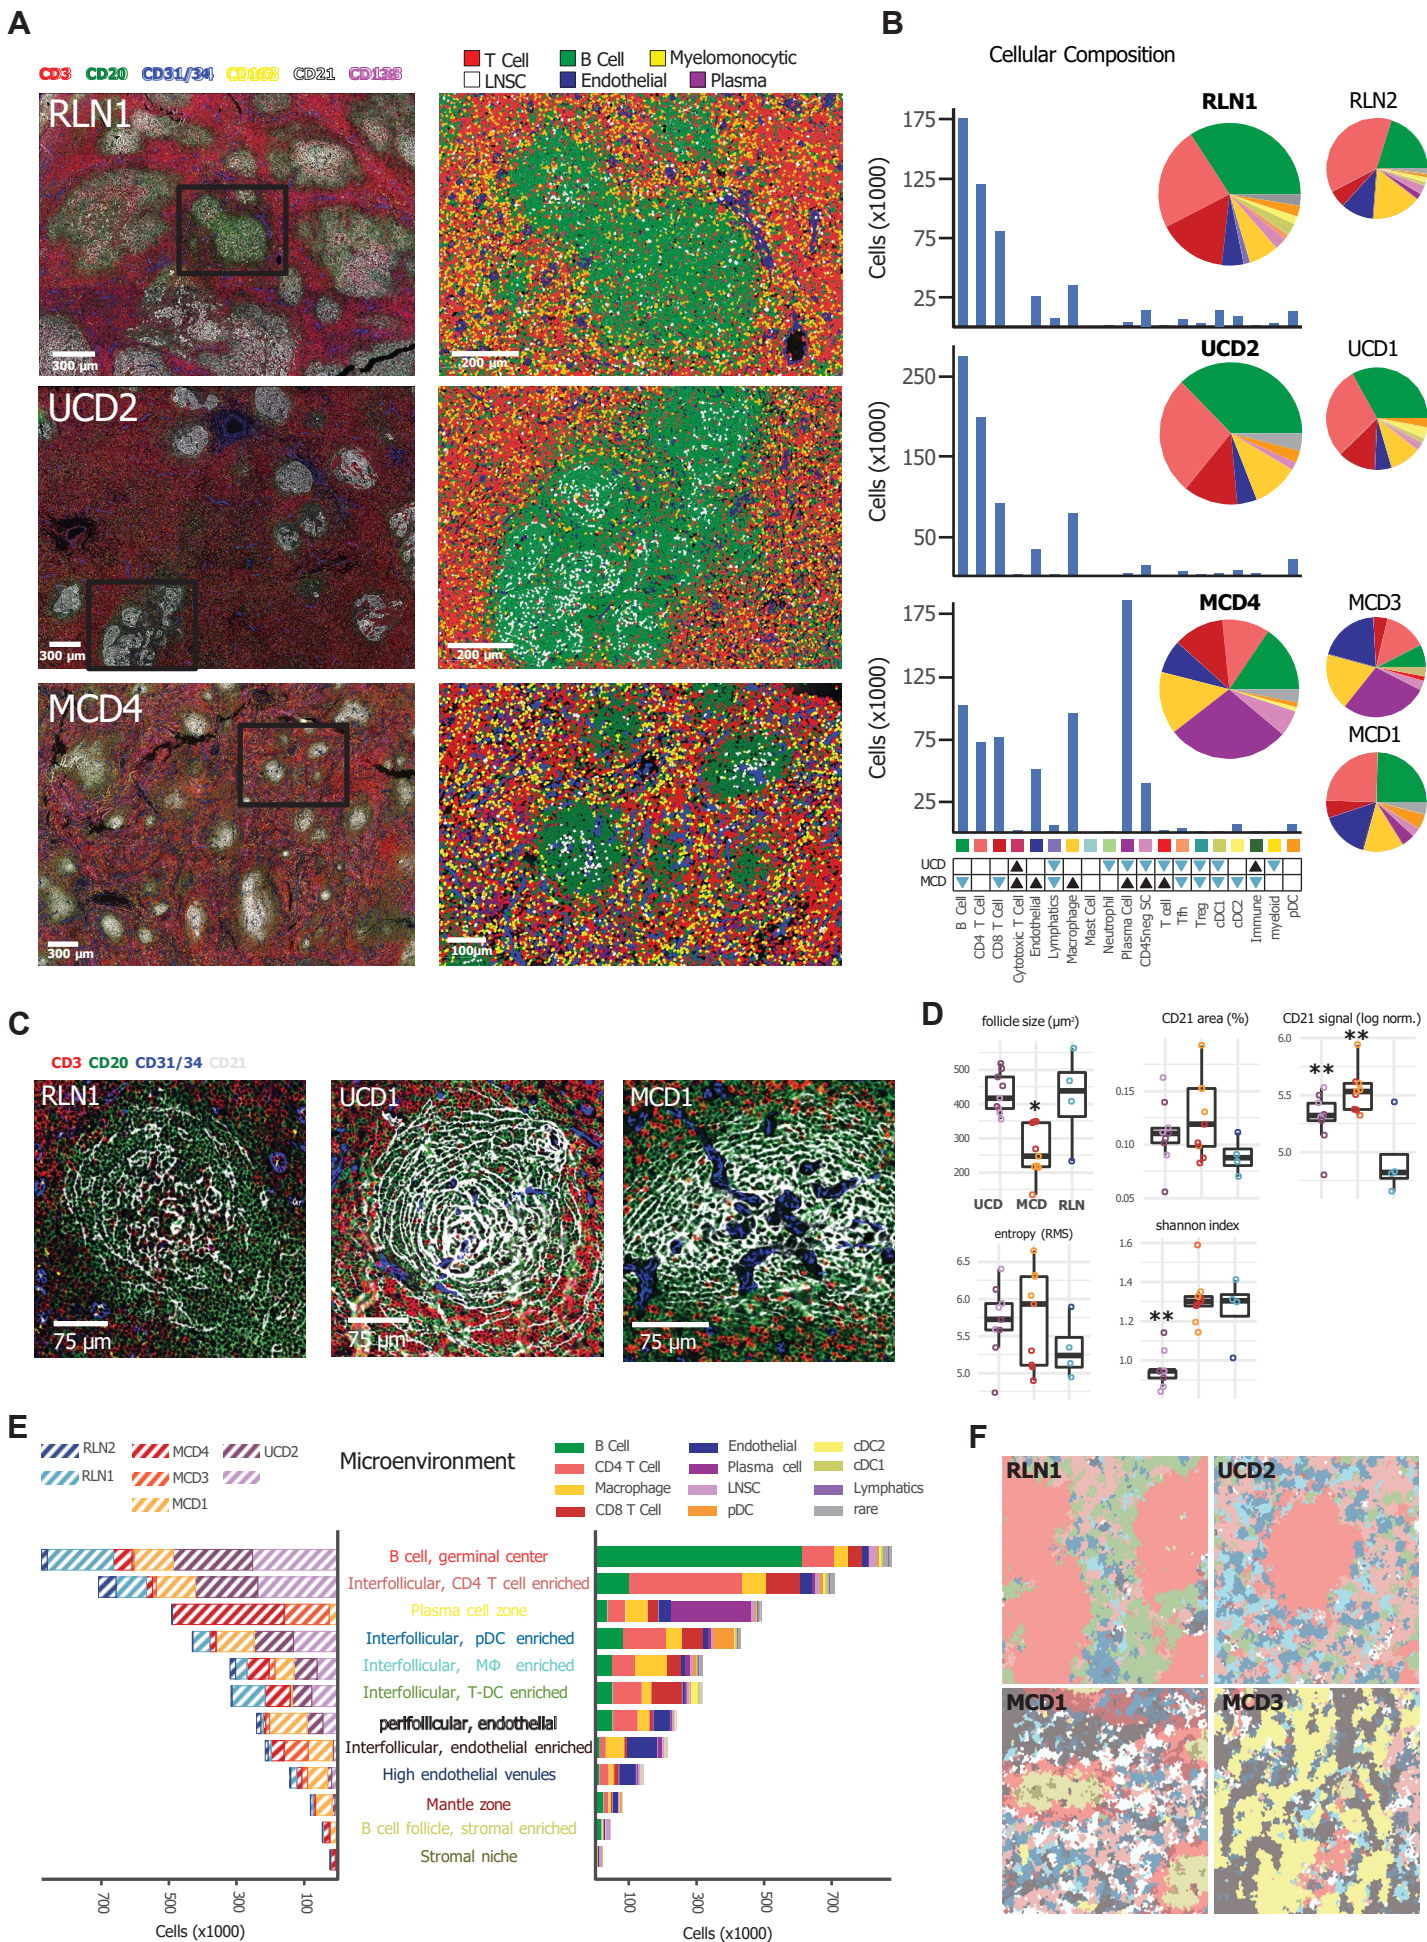 A
CD3 CD20 CD31/34 CD163 CD21 CD138
T Cell B Cell Myelomonocytic
LNSC Endothelial Plasma
RLN1
300 µm
200 µm
UCD2
300 µm
200 µm
MCD4
300 µm
100µm
B
Cellular Composition
Cells (x1000)
175
125
75
25
RLN1
RLN2
Cells (x1000)
250
150
50
UCD2
UCD1
Cells (x1000)
175
125
75
25
MCD4
MCD3
MCD1
UCD
MCD
B Cell
CD4 T Cell
CD8 T Cell
Cytotoxic T Cell
Endothelial
Lymphatics
Macrophage
Mast Cell
Neutrophil
Plasma Cell
CD45neg SC
T cell
Tfh
Treg
cDC1
cDC2
Immune
myeloid
pDC
C
CD3 CD20 CD31/34 CD21
RLN1
75 µm
UCD1
75 µm
MCD1
75 µm
D
follicle size (µm²)
500
400
300
200
*
UCD MCD RLN
CD21 area (%)
0.15
0.10
0.05
CD21 signal (log norm.)
6.0
5.5
5.0
**
**
entropy (RMS)
6.5
6.0
5.5
5.0
shannon index
1.6
1.4
1.2
1.0
**
E
RLN2 MCD4 UCD2
RLN1 MCD3
MCD1
Microenvironment
B Cell Endothelial cDC2
CD4 T Cell Plasma cell cDC1
Macrophage LNSC Lymphatics
CD8 T Cell pDC rare
B cell, germinal center
Interfollicular, CD4 T cell enriched
Plasma cell zone
Interfollicular, pDC enriched
Interfollicular, MΦ enriched
Interfollicular, T-DC enriched
perifollicular, endothelial
Interfollicular, endothelial enriched
High endothelial venules
Mantle zone
B cell follicle, stromal enriched
Stromal niche
700 500 300 100
Cells (x1000)
100 300 500 700
Cells (x1000)
F
RLN1
UCD2
MCD1
MCD3